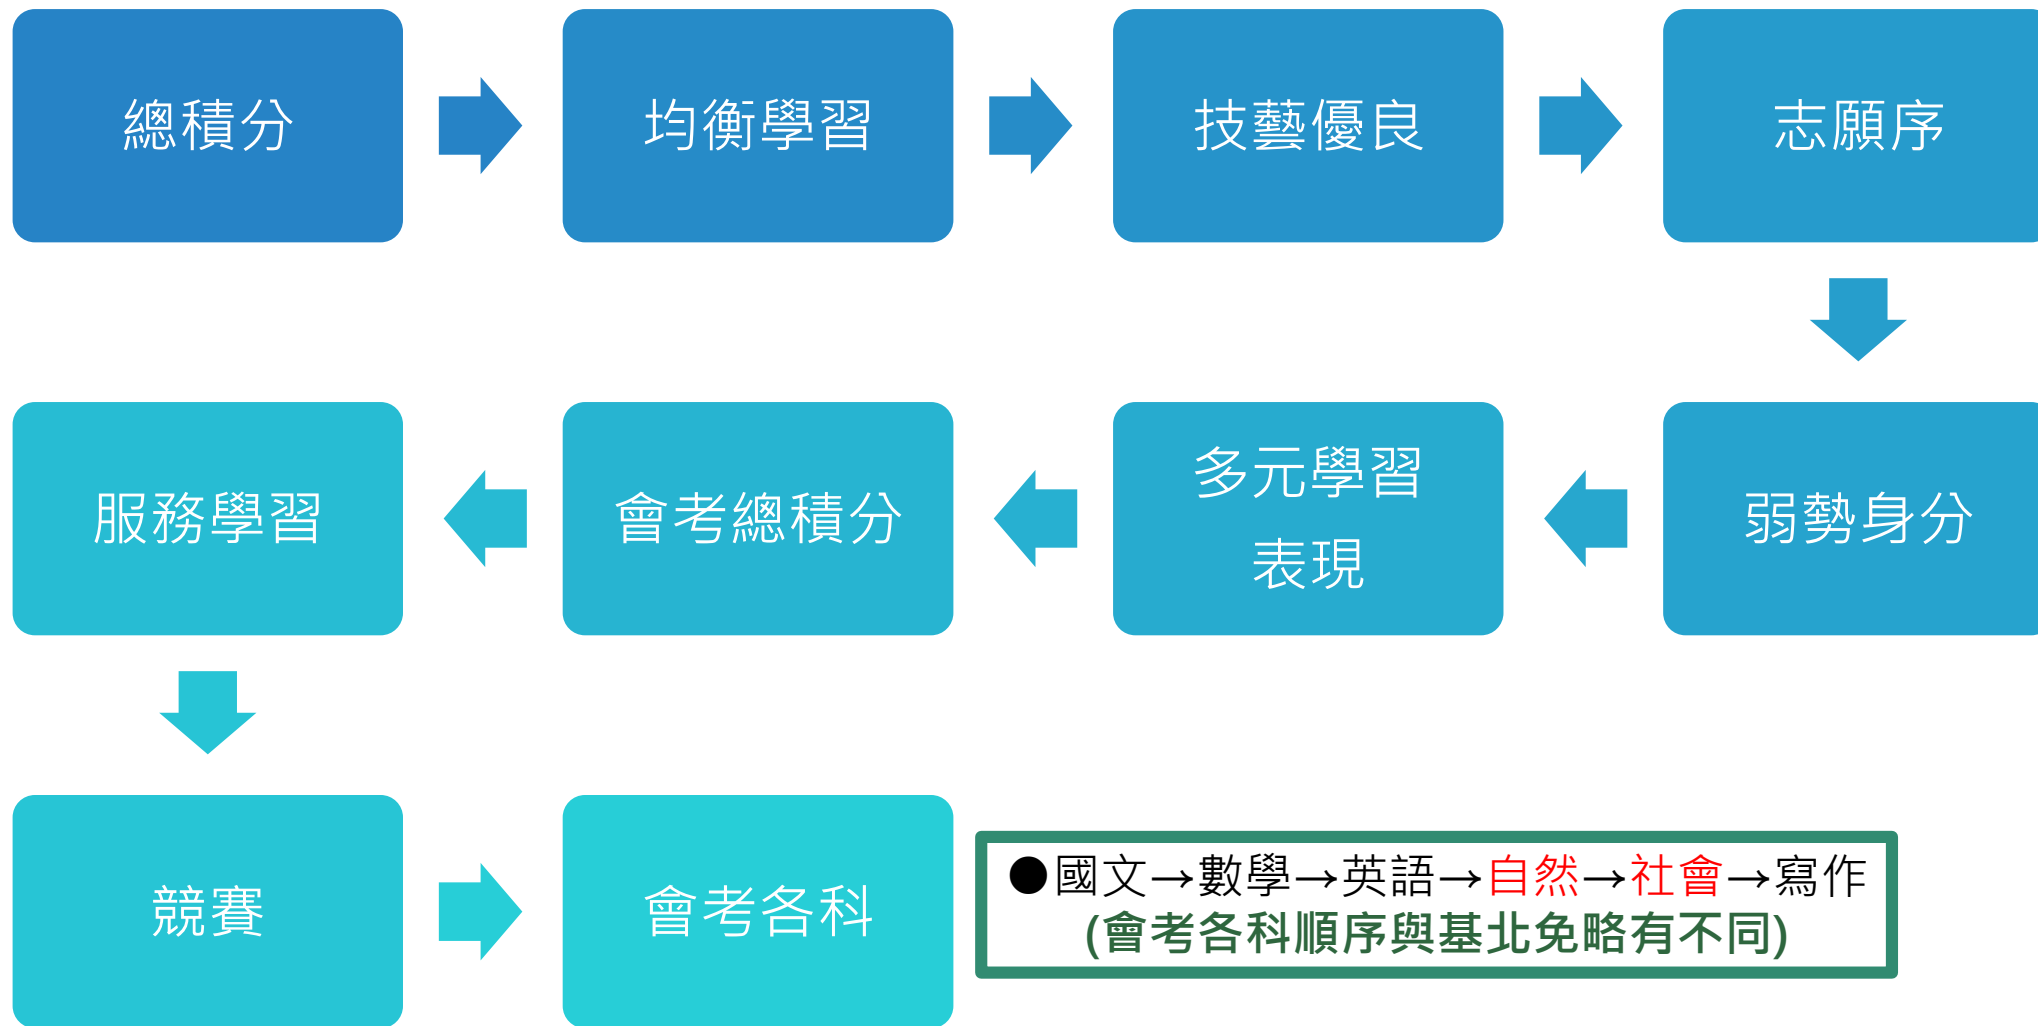 總積分
均衡學習
技藝優良
志願序
弱勢身分
多元學習
表現
會考總積分
服務學習
競賽
會考各科
●國文→數學→英語→自然→社會→寫作
(會考各科順序與基北免略有不同)